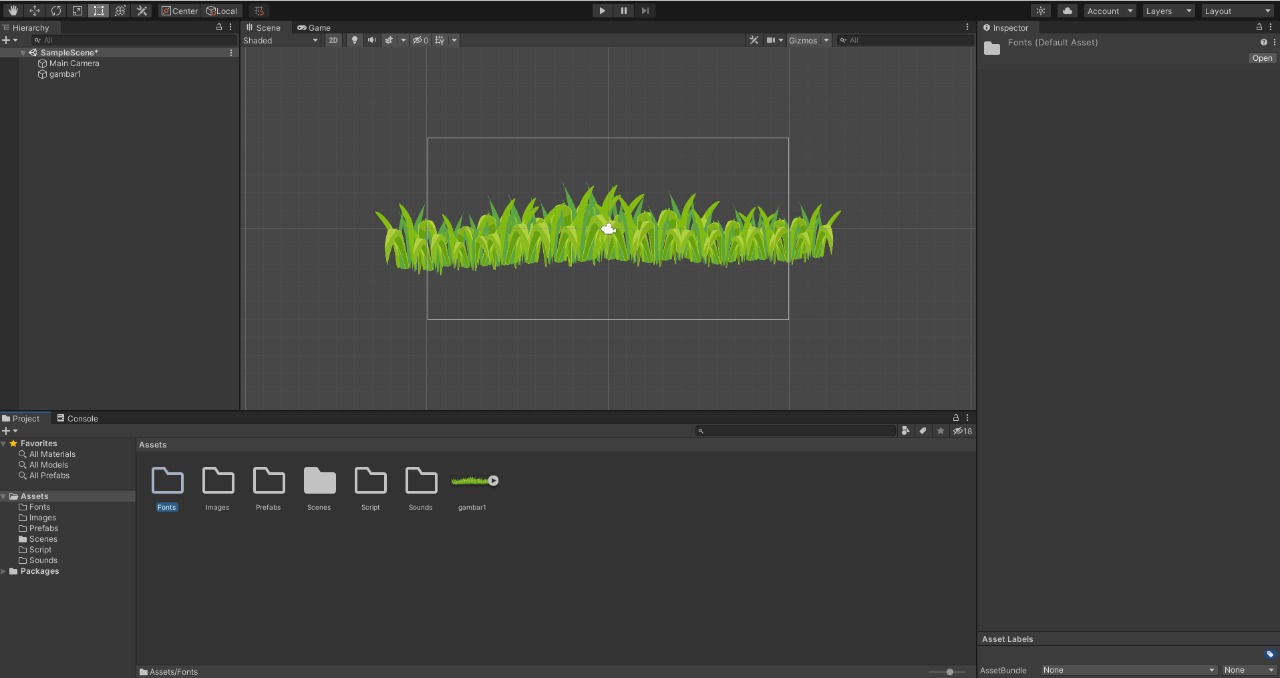 Center Local
Account Layers Layout
Hierarchy
All
SampleScene*
Main Camera
gambar1
Scene Game
Shaded 2D 0 Gizmos All
Inspector
Fonts (Default Asset)
Open
Project Console
18
Favorites
All Materials
All Models
All Prefabs
Assets
Fonts
Images
Prefabs
Scenes
Script
Sounds
Packages
Assets
Fonts Images Prefabs Scenes Script Sounds gambar1
Assets/Fonts
Asset Labels
AssetBundle None None